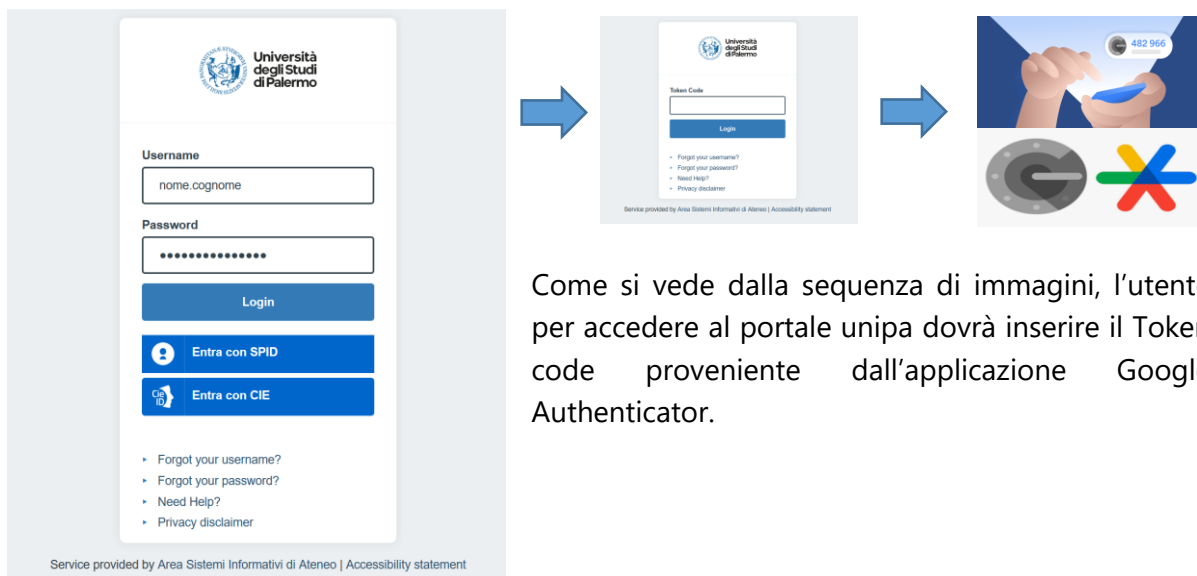 Università
degli Studi
di Palermo
Username
nome.cognome
Password
Login
Entra con SPID
Entra con CIE
Forgot your username?
Forgot your password?
Need Help?
Privacy disclaimer
Service provided by Area Sistemi Informativi di Ateneo | Accessibility statement
Università
degli Studi
di Palermo
Token Code
Login
Forgot your username?
Forgot your password?
Need Help?
Privacy disclaimer
Service provided by Area Sistemi Informativi di Ateneo | Accessibility statement
482 966
Come si vede dalla sequenza di immagini, l'utent
per accedere al portale unipa dovrà inserire il Toke
code proveniente dall'applicazione Googl
Authenticator.